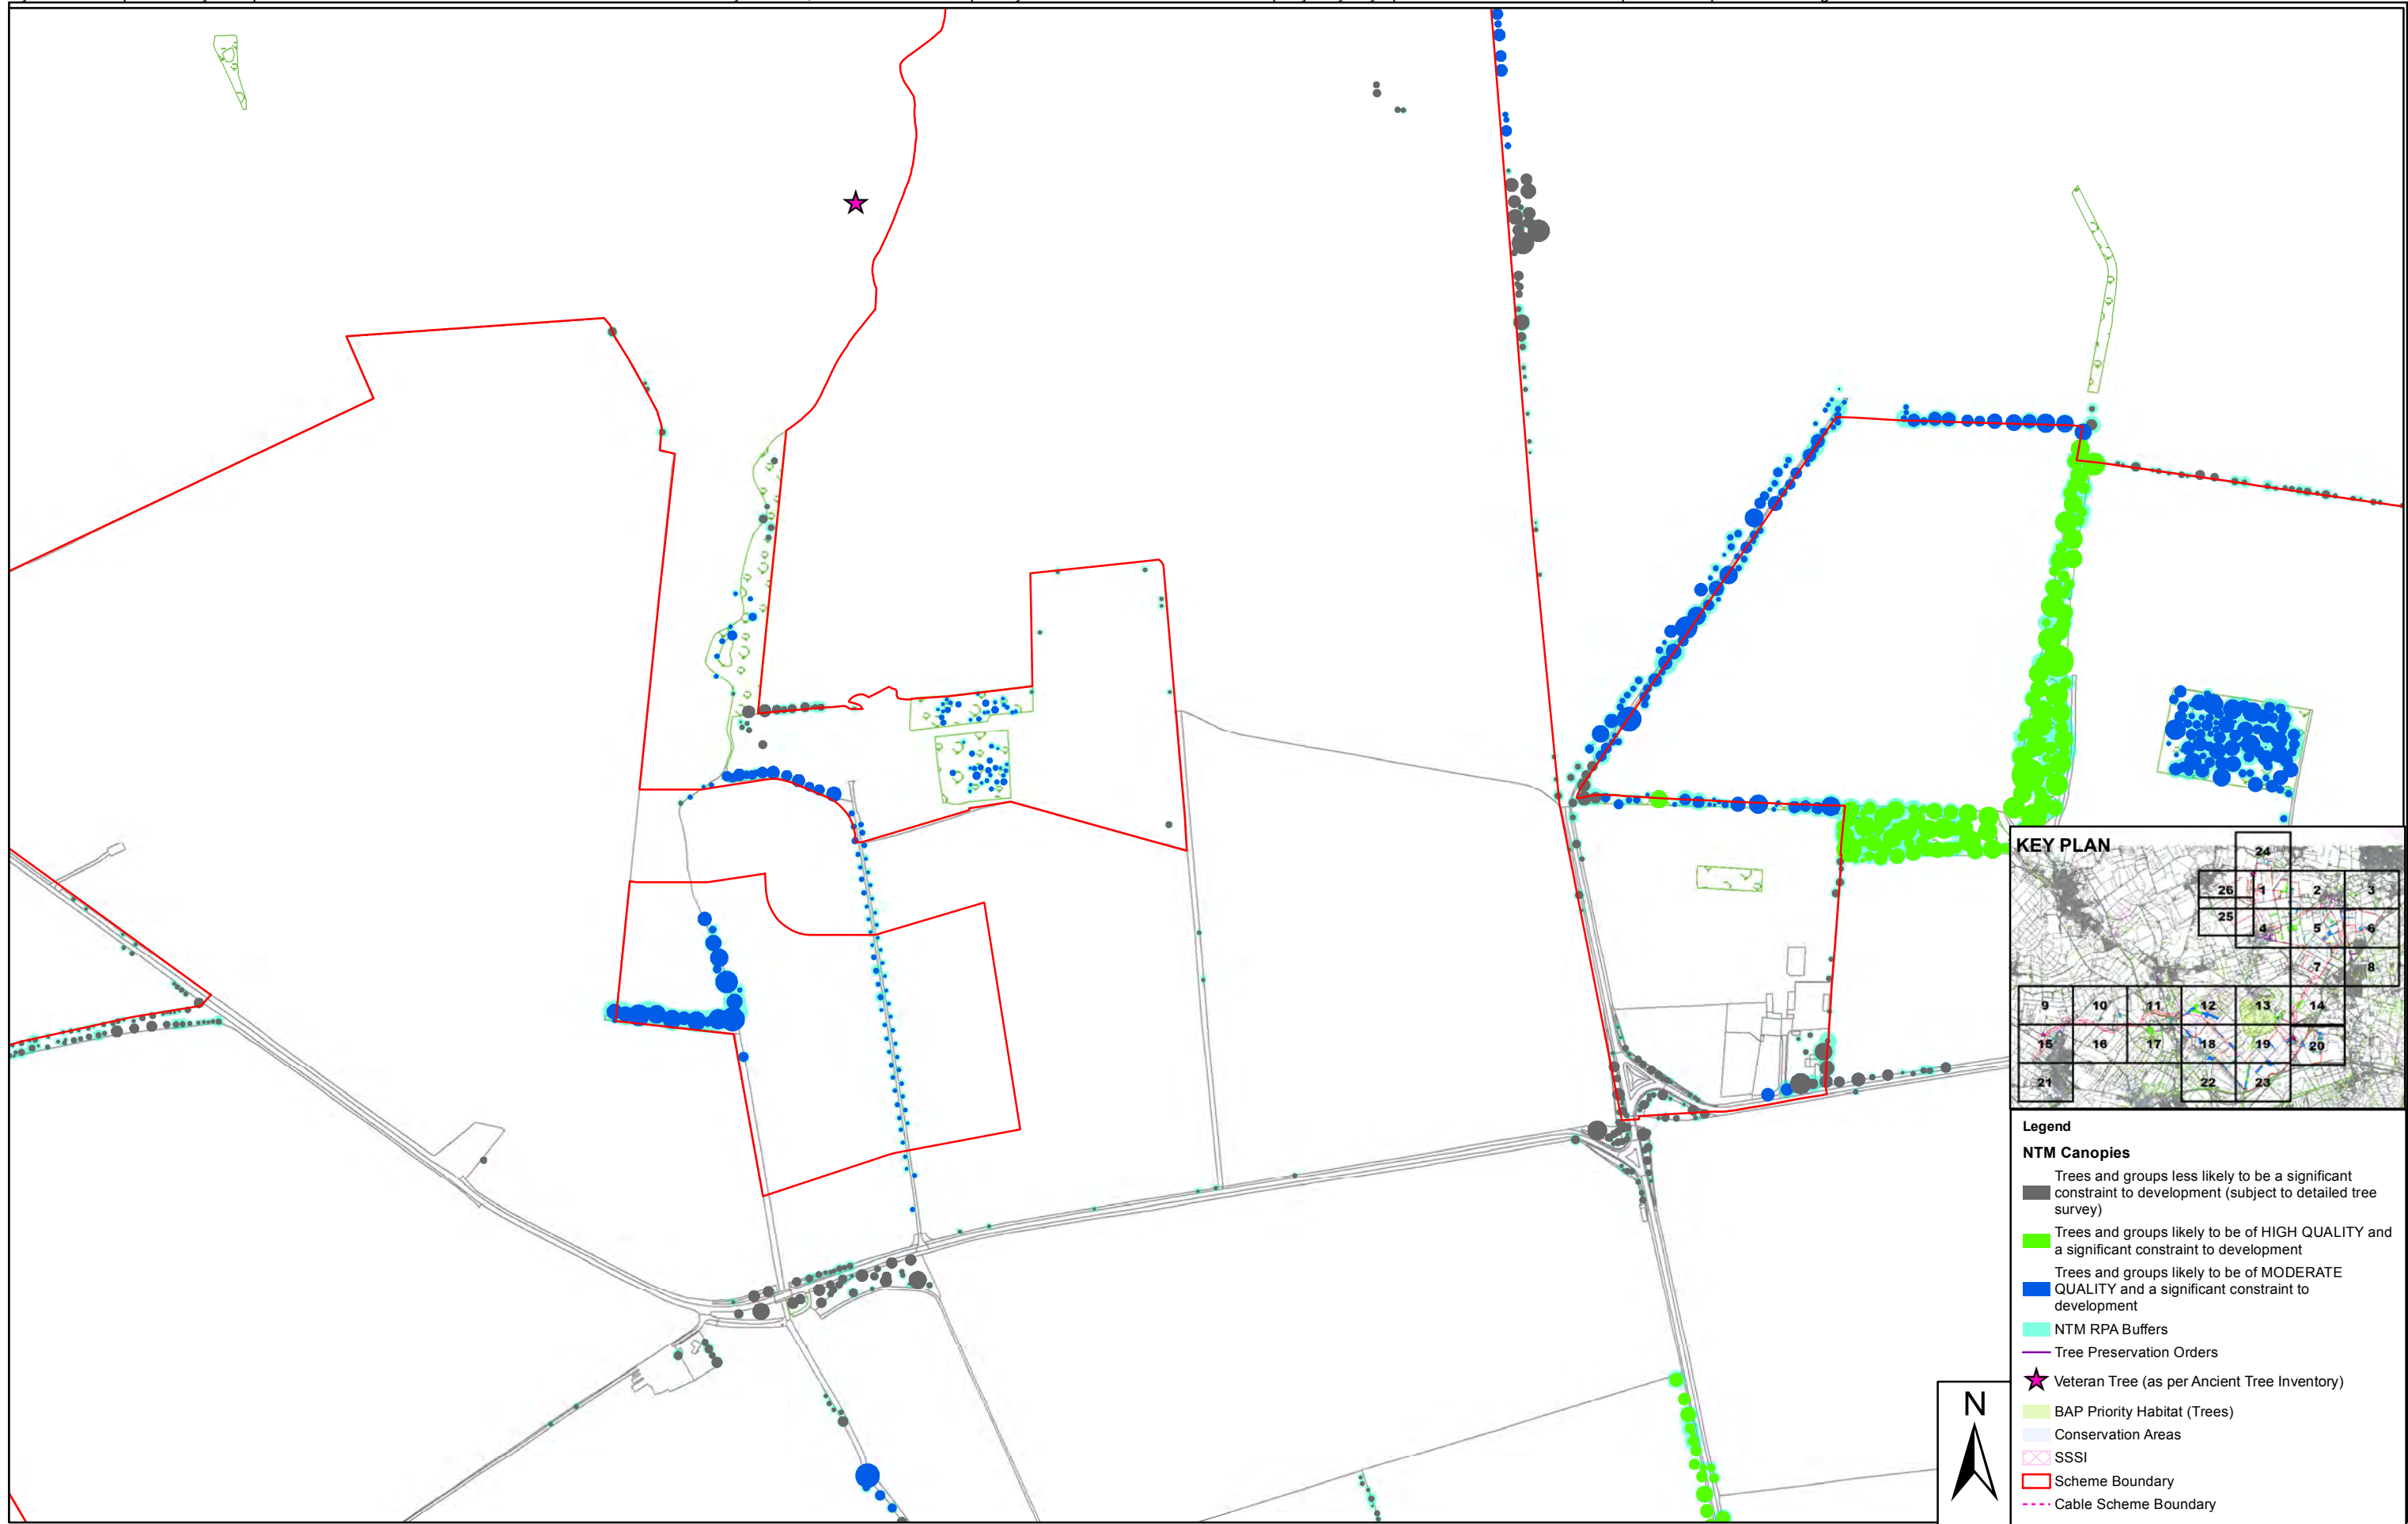 KEY PLAN
24
26 1 2 3
25
4 5 6
7 8
9 10 11 12 13 14
15 16 17 18 19 20
21 22 23
Legend
NTM Canopies
Trees and groups less likely to be a significant
constraint to development (subject to detailed tree
survey)
Trees and groups likely to be of HIGH QUALITY and
a significant constraint to development
Trees and groups likely to be of MODERATE
QUALITY and a significant constraint to
development
NTM RPA Buffers
Tree Preservation Orders
Veteran Tree (as per Ancient Tree Inventory)
BAP Priority Habitat (Trees)
Conservation Areas
SSSI
Scheme Boundary
Cable Scheme Boundary
N